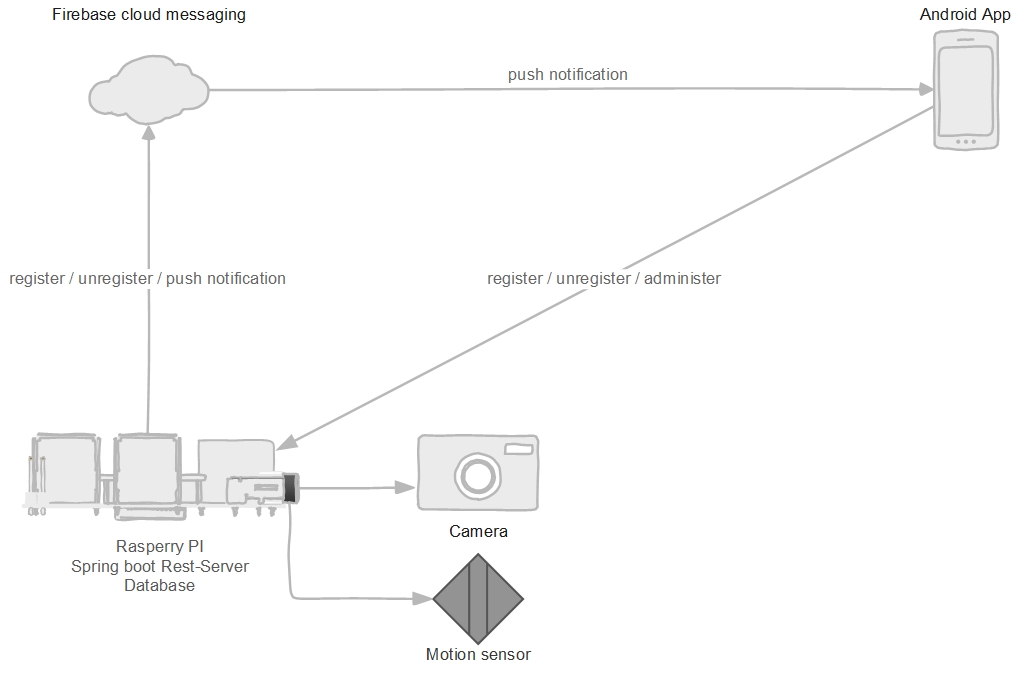 Firebase cloud messaging
Android App
push notification
register / unregister / push notification
register / unregister / administer
Rasperry PI
Spring boot Rest-Server
Database
Camera
Motion sensor